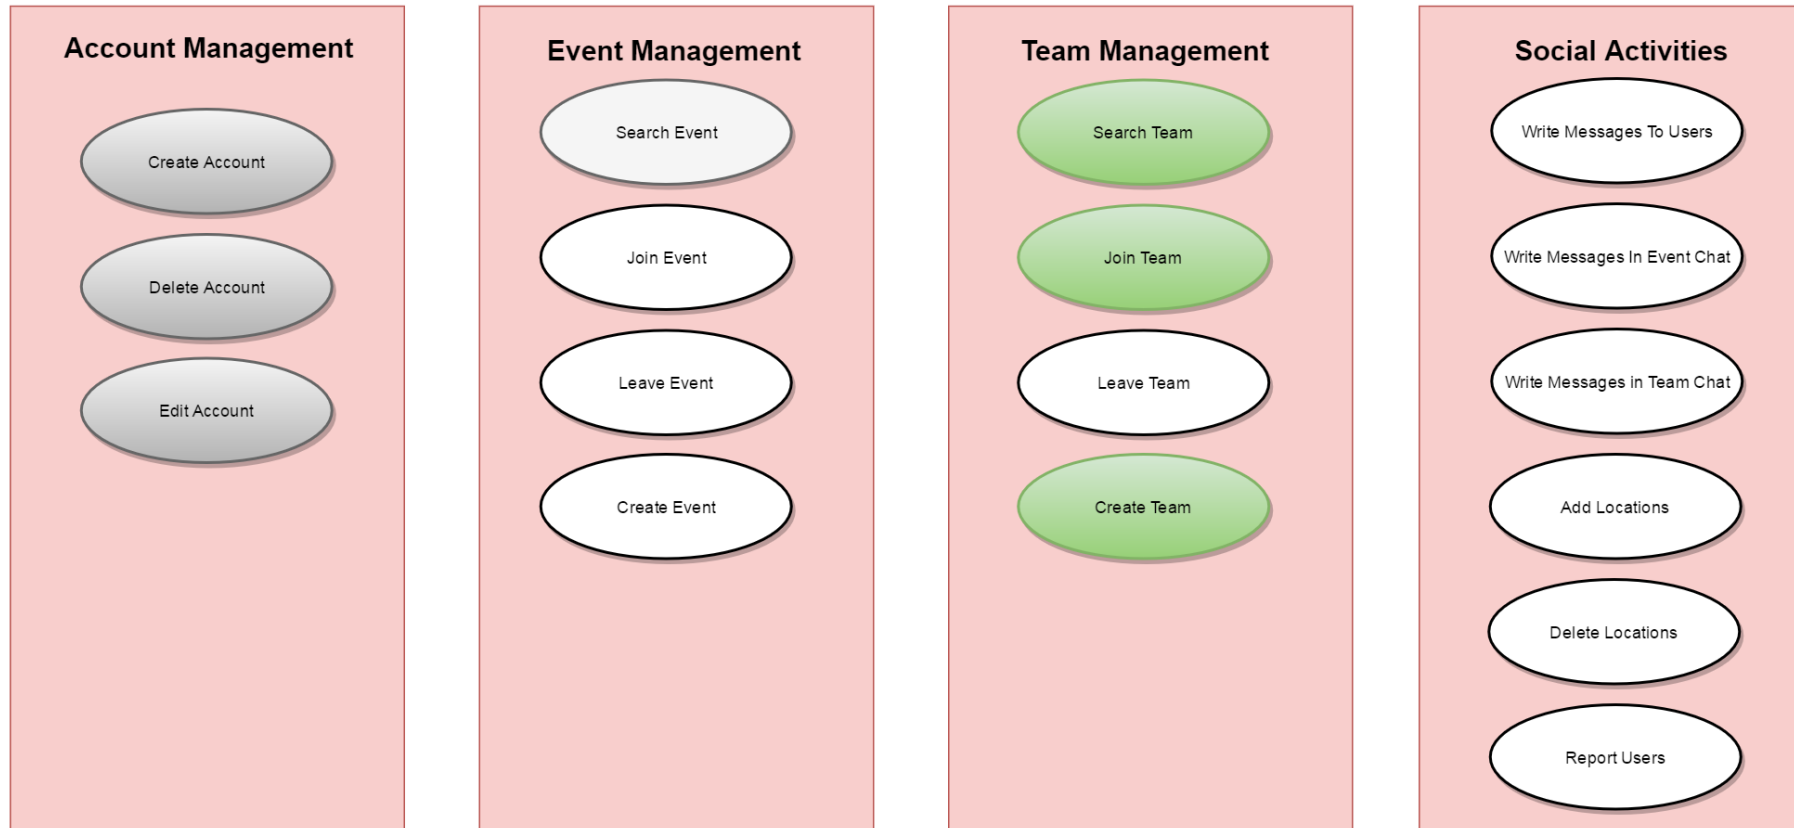 Account Management
Create Account
Delete Account
Edit Account
Event Management
Search Event
Join Event
Leave Event
Create Event
Team Management
Search Team
Join Team
Leave Team
Create Team
Social Activities
Write Messages To Users
Write Messages In Event Chat
Write Messages in Team Chat
Add Locations
Delete Locations
Report Users